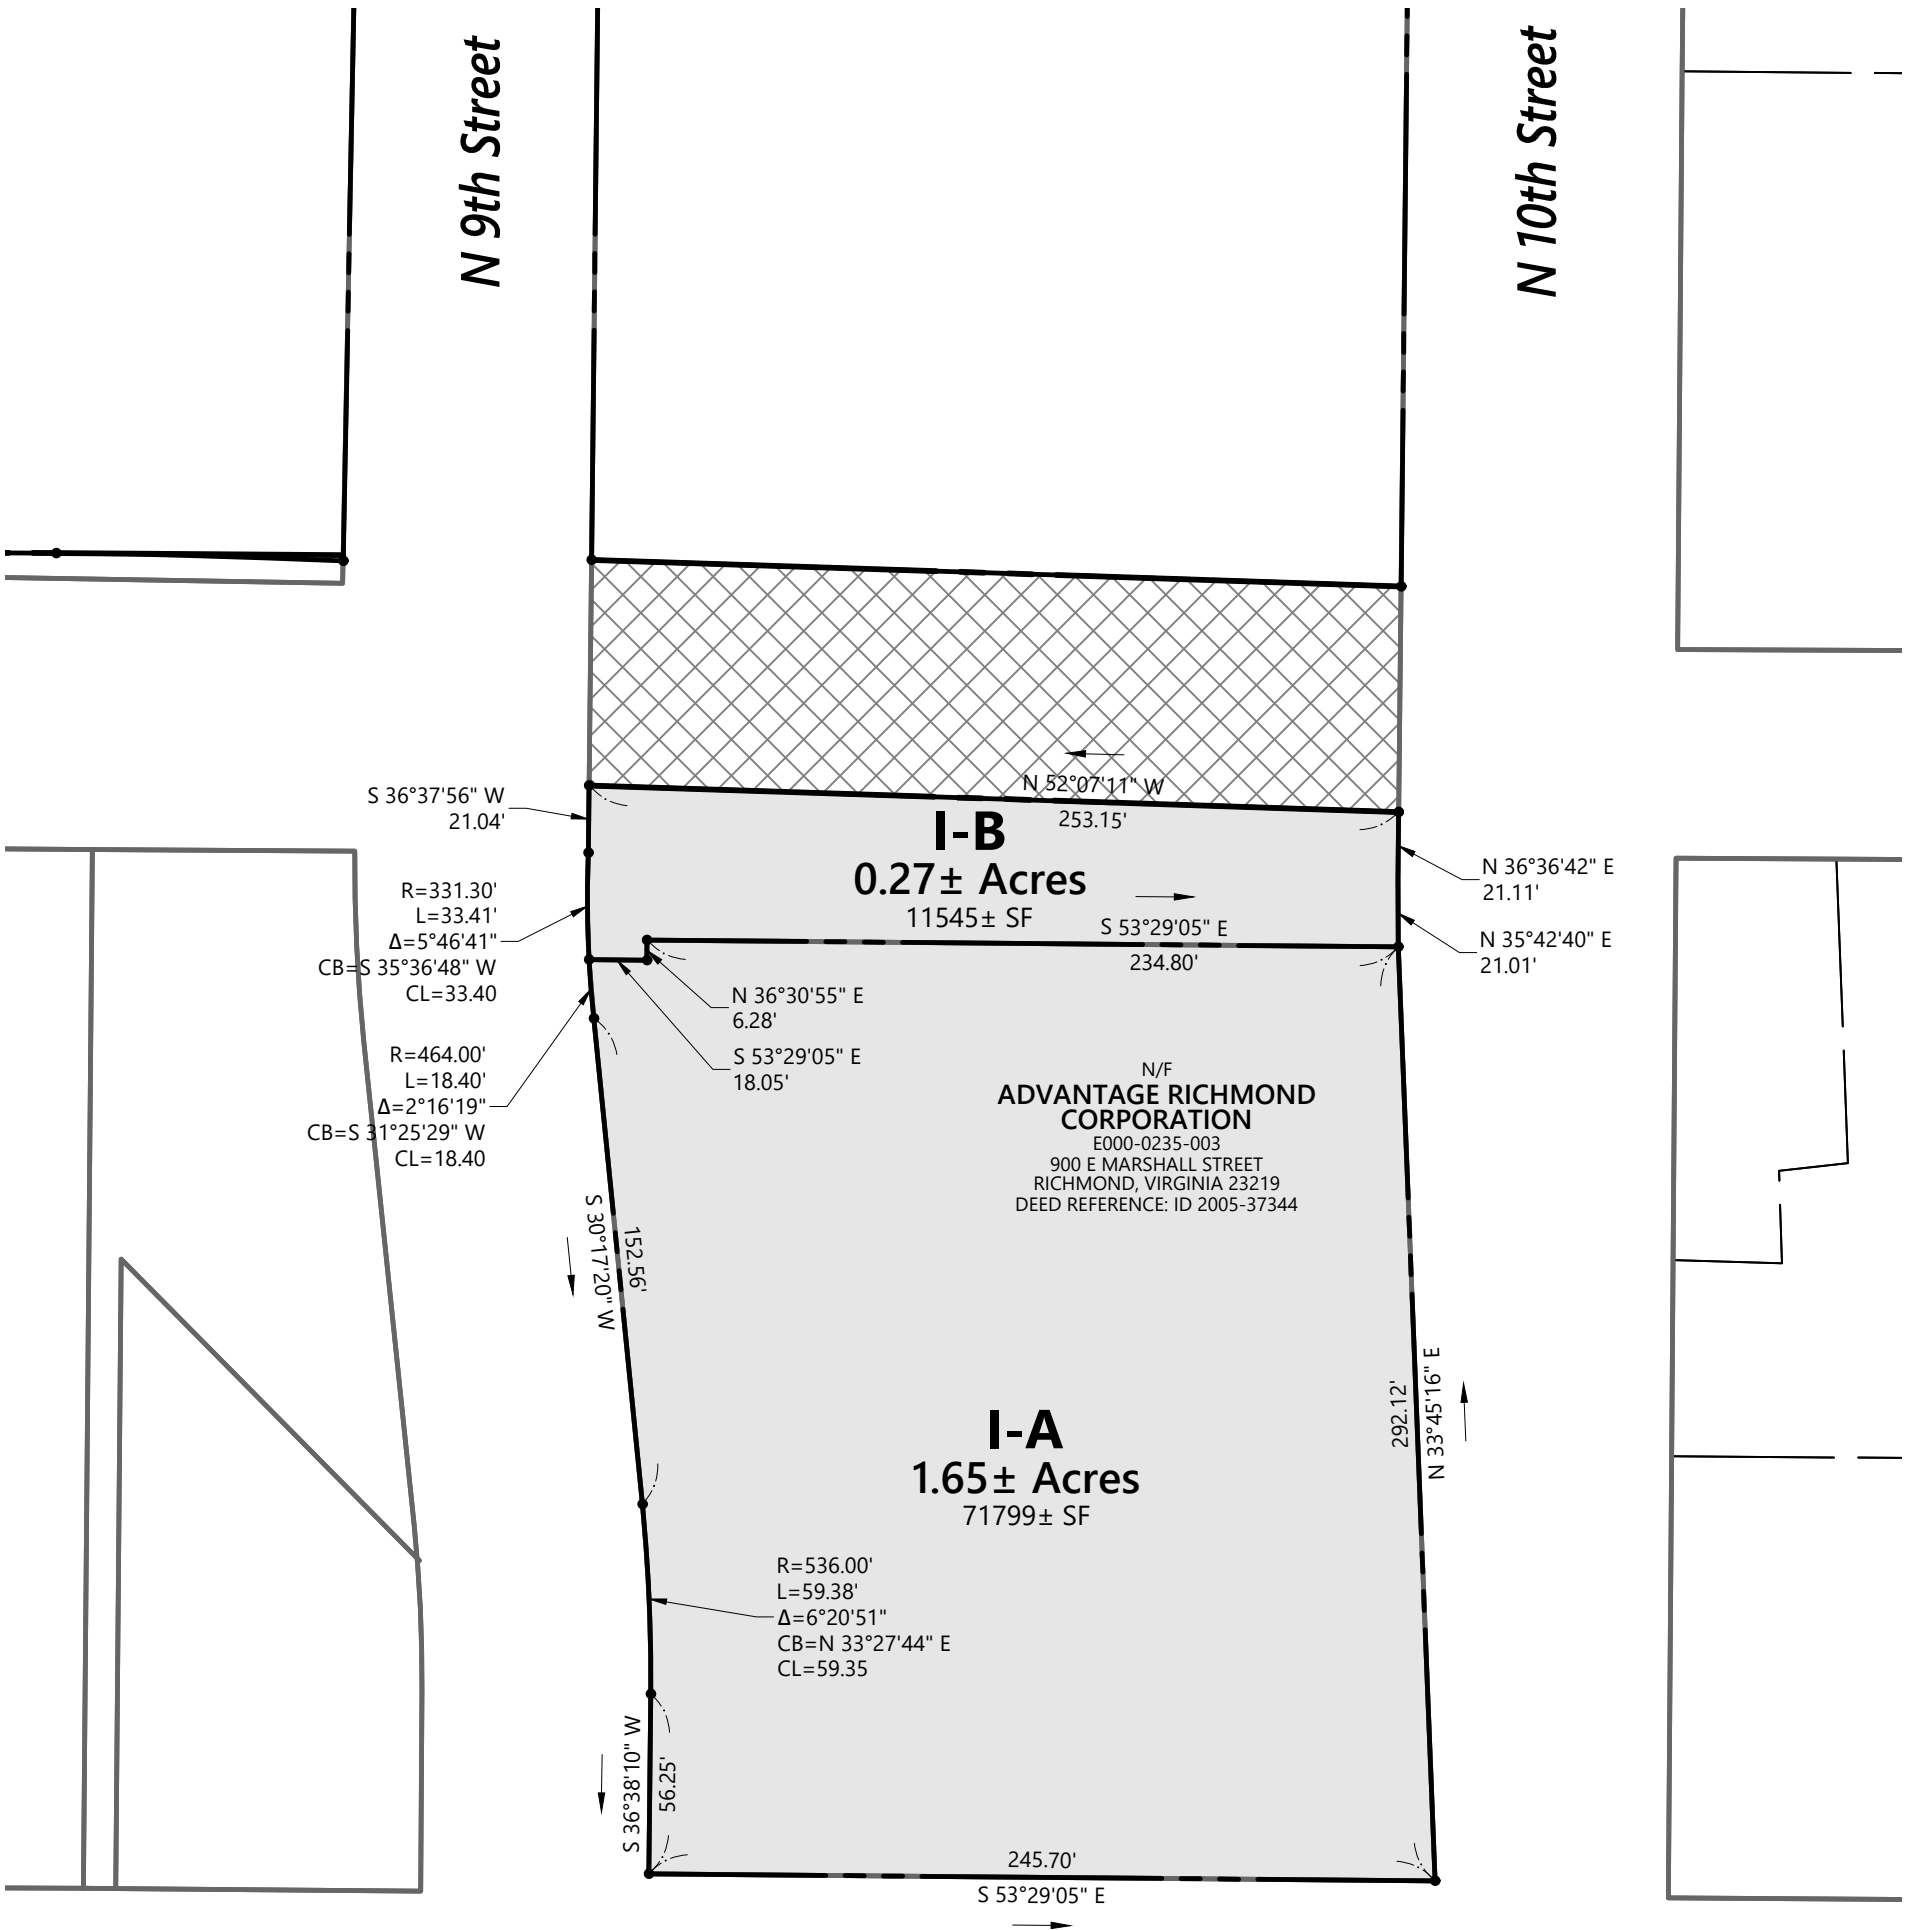 N 9th Street
N 10th Street
N 52°07'11" W
253.15'
S 36°37'56" W
21.04'
I-B
0.27± Acres
11545± SF
N 36°36'42" E
21.11'
R=331.30'
L=33.41'
Δ=5°46'41"
CB=S 35°36'48" W
CL=33.40
S 53°29'05" E
234.80'
N 35°42'40" E
21.01'
N 36°30'55" E
6.28'
S 53°29'05" E
18.05'
R=464.00'
L=18.40'
Δ=2°16'19"
CB=S 31°25'29" W
CL=18.40
N/F
ADVANTAGE RICHMOND
CORPORATION
E000-0235-003
900 E MARSHALL STREET
RICHMOND, VIRGINIA 23219
DEED REFERENCE: ID 2005-37344
S 30°17'20" W
152.56'
292.12'
N 33°45'16" E
I-A
1.65± Acres
71799± SF
R=536.00'
L=59.38'
Δ=6°20'51"
CB=N 33°27'44" E
CL=59.35
S 36°38'10" W
56.25'
245.70'
S 53°29'05" E